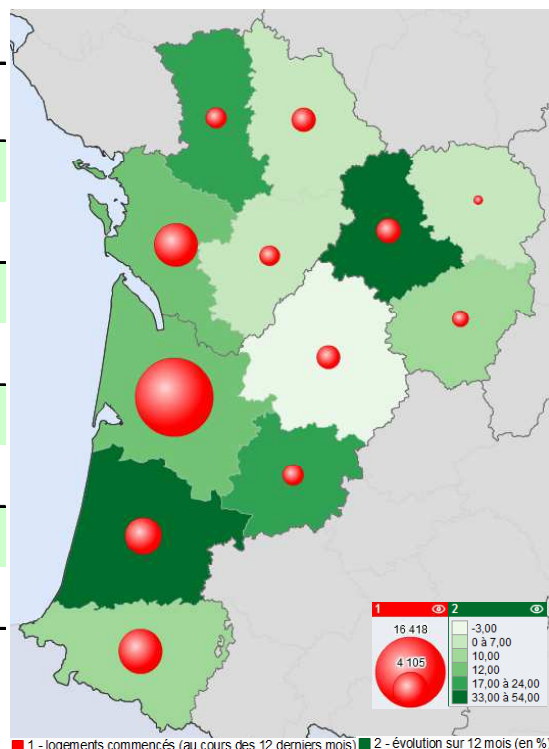 1
2
16 418
4 105
-3,00
0 à 7,00
10,00
12,00
17,00 à 24,00
33,00 à 54,00
1 - logements commencés (au cours des 12 derniers mois) 2 - évolution sur 12 mois (en %)